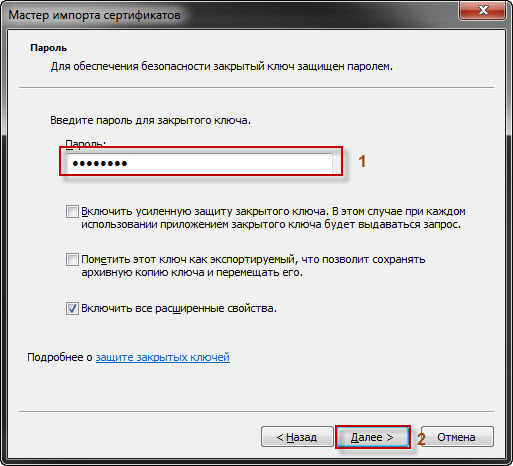 Мастер импорта сертификатов
Пароль
Для обеспечения безопасности закрытый ключ защищен паролем.
Введите пароль для закрытого ключа.
Пароль:
●●●●●●●●
1
Включить усиленную защиту закрытого ключа. В этом случае при каждом
использовании приложением закрытого ключа будет выдаваться запрос.
Пометить этот ключ как экспортируемый, что позволит сохранять
архивную копию ключа и перемещать его.
Включить все расширенные свойства.
Подробнее о защите закрытых ключей
< Назад
Далее >
2
Отмена